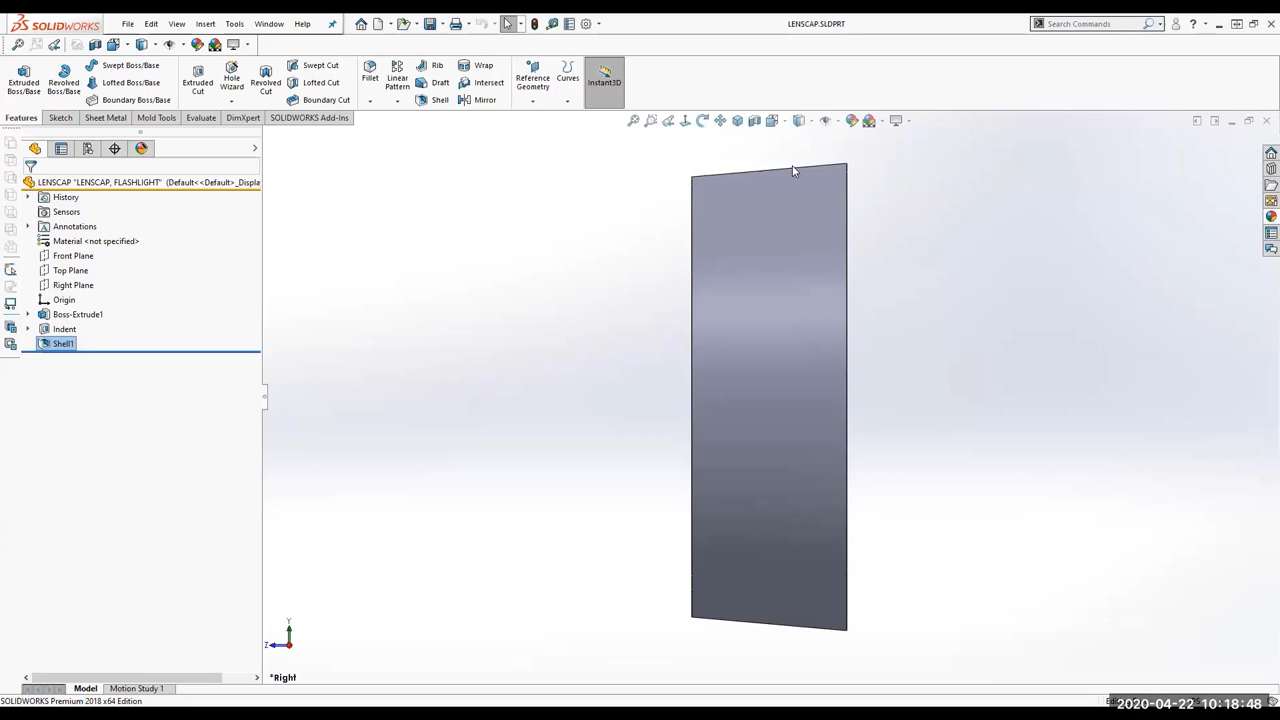 SOLIDWORKS File Edit View Insert Tools Window Help LENSCAP.SLDPRT Search Commands
Extruded Boss/Base
Revolved Boss/Base
Swept Boss/Base
Lofted Boss/Base
Boundary Boss/Base
Extruded Cut
Hole Wizard
Revolved Cut
Swept Cut
Lofted Cut
Boundary Cut
Fillet
Linear Pattern
Rib
Draft
Shell
Wrap
Intersect
Mirror
Reference Geometry
Curves
Instant3D
Features Sketch Sheet Metal Mold Tools Evaluate DimXpert SOLIDWORKS Add-Ins
LENSCAP "LENSCAP, FLASHLIGHT" (Default<<Default>_Displa
History
Sensors
Annotations
Material <not specified>
Front Plane
Top Plane
Right Plane
Origin
Boss-Extrude1
Indent
Shell1
Y
Z
*Right
Model Motion Study 1
SOLIDWORKS Premium 2018 x64 Edition
2020-04-22 10:18:48